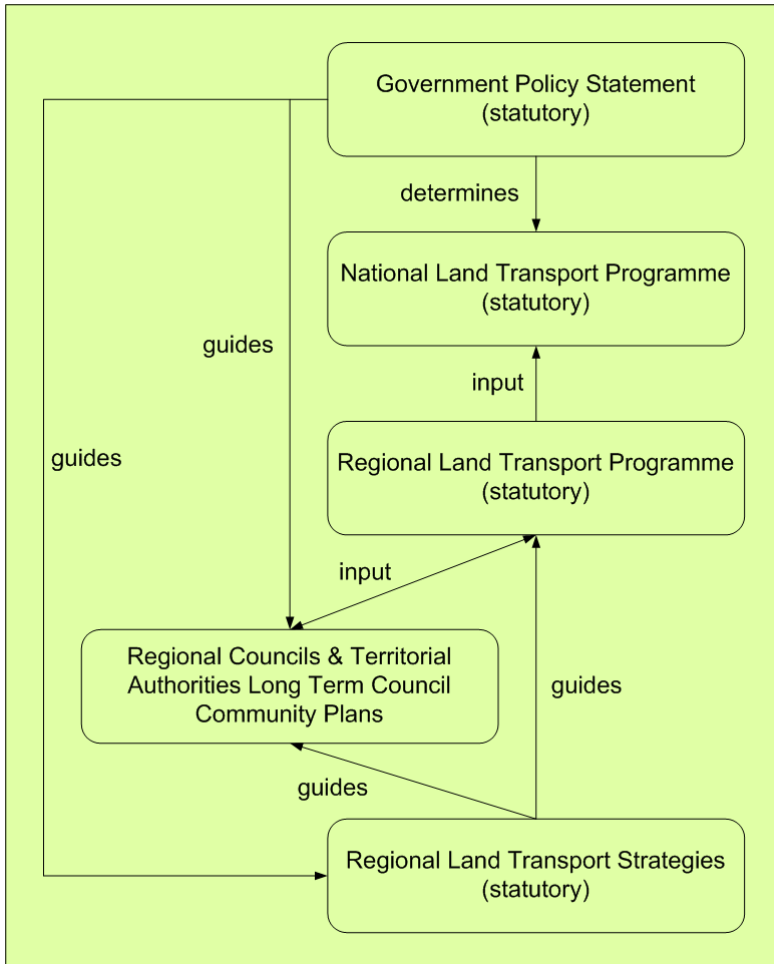 Government Policy Statement
(statutory)
determines
National Land Transport Programme
(statutory)
guides
input
guides
Regional Land Transport Programme
(statutory)
input
Regional Councils & Territorial
Authorities Long Term Council
Community Plans
guides
guides
Regional Land Transport Strategies
(statutory)